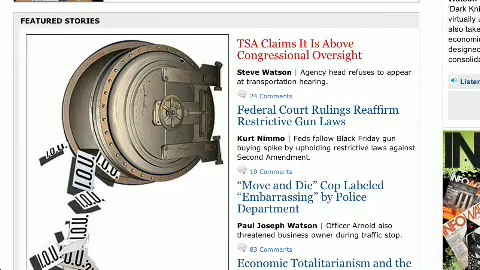 FEATURED STORIES
TSA Claims It Is Above
Congressional Oversight
Steve Watson | Agency head refuses to appear
at transportation hearing.
24 Comments
Federal Court Rulings Reaffirm
Restrictive Gun Laws
Kurt Nimmo | Feds follow Black Friday gun
buying spike by upholding restrictive laws against
Second Amendment.
19 Comments
“Move and Die” Cop Labeled
“Embarrassing” by Police
Department
Paul Joseph Watson | Officer Arnold also
threatened business owner during traffic stop.
83 Comments
Economic Totalitarianism and the
I.O.U.
I.O.U.
I.O.U.
I.O.U.
I.O.U.
'Dark Kni
virtually u
also take
economic
designed
consolida
Listen